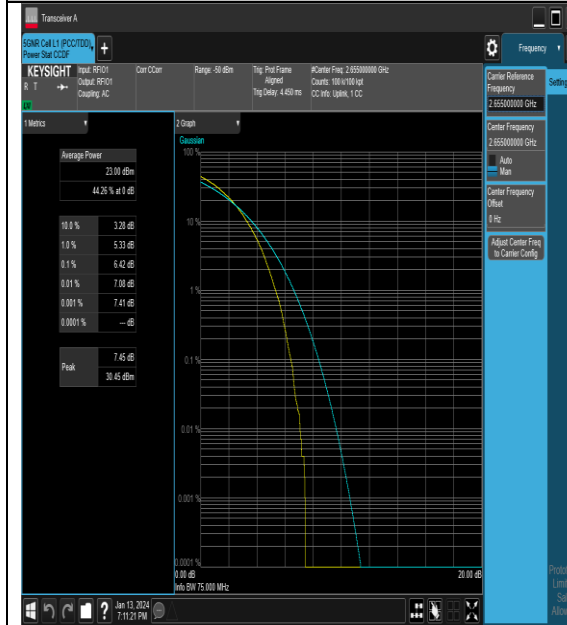 Transceiver A
5GNR Cell L1 (PCC/TDD),
Power Stat CCDF
Frequency
KEYSIGHT
R T
LV
Input: RFIO1
Output: RFIO1
Coupling: AC
Corr CCorr
Range: -50 dBm
Trig: Prot Frame
Aligned
Trig Delay: 4.450 ms
#Center Freq: 2.655000000 GHz
Counts: 100 k/100 kpt
CC Info: Uplink, 1 CC
Carrier Reference
Frequency
2.655000000 GHz
Setting
Center Frequency
2.655000000 GHz
Auto
Man
Center Frequency
Offset
0 Hz
Adjust Center Freq
to Carrier Config
1 Metrics
Average Power
23.00 dBm
44.26 % at 0 dB
10.0 % 3.28 dB
1.0 % 5.33 dB
0.1 % 6.42 dB
0.01 % 7.08 dB
0.001 % 7.41 dB
0.0001 % --- dB
Peak
7.45 dB
30.45 dBm
2 Graph
Gaussian
100 %
10 %
1 %
0.1 %
0.01 %
0.001 %
0.0001 %
0.00 dB
20.00 dB
Info BW 75.000 MHz
Jan 13, 2024
7:11:21 PM